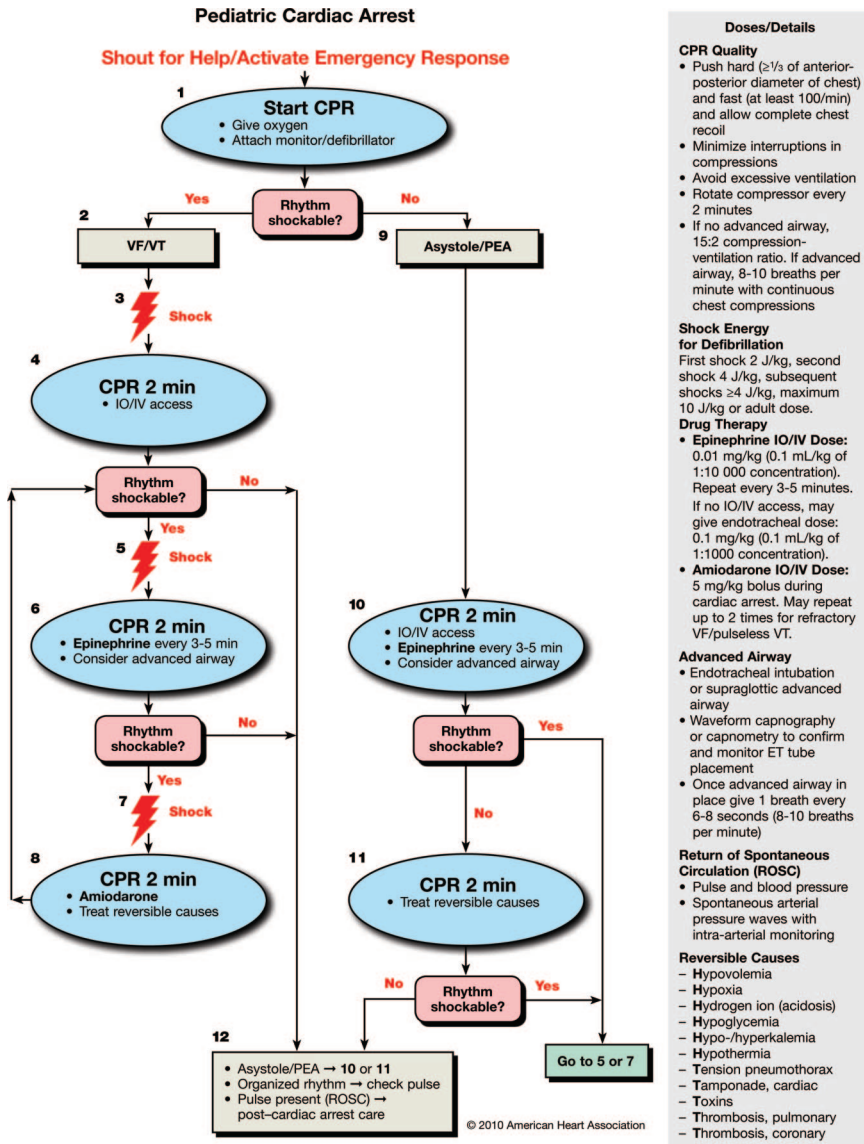 Pediatric Cardiac Arrest
Shout for Help/Activate Emergency Response
1
Start CPR
• Give oxygen
• Attach monitor/defibrillator
Yes
Rhythm
shockable?
No
2
VF/VT
9
Asystole/PEA
3
Shock
4
CPR 2 min
• IO/IV access
Rhythm
shockable?
No
Yes
5
Shock
6
CPR 2 min
• Epinephrine every 3-5 min
• Consider advanced airway
10
CPR 2 min
• IO/IV access
• Epinephrine every 3-5 min
• Consider advanced airway
Rhythm
shockable?
No
Yes
Rhythm
shockable?
Yes
No
7
Shock
8
CPR 2 min
• Amiodarone
• Treat reversible causes
11
CPR 2 min
• Treat reversible causes
No
Rhythm
shockable?
Yes
12
• Asystole/PEA → 10 or 11
• Organized rhythm → check pulse
• Pulse present (ROSC) →
post–cardiac arrest care
Go to 5 or 7
© 2010 American Heart Association
Doses/Details
CPR Quality
• Push hard (≥1/3 of anterior-
posterior diameter of chest)
and fast (at least 100/min)
and allow complete chest
recoil
• Minimize interruptions in
compressions
• Avoid excessive ventilation
• Rotate compressor every
2 minutes
• If no advanced airway,
15:2 compression-
ventilation ratio. If advanced
airway, 8-10 breaths per
minute with continuous
chest compressions
Shock Energy
for Defibrillation
First shock 2 J/kg, second
shock 4 J/kg, subsequent
shocks ≥4 J/kg, maximum
10 J/kg or adult dose.
Drug Therapy
• Epinephrine IO/IV Dose:
0.01 mg/kg (0.1 mL/kg of
1:10 000 concentration).
Repeat every 3-5 minutes.
If no IO/IV access, may
give endotracheal dose:
0.1 mg/kg (0.1 mL/kg of
1:1000 concentration).
• Amiodarone IO/IV Dose:
5 mg/kg bolus during
cardiac arrest. May repeat
up to 2 times for refractory
VF/pulseless VT.
Advanced Airway
• Endotracheal intubation
or supraglottic advanced
airway
• Waveform capnography
or capnometry to confirm
and monitor ET tube
placement
• Once advanced airway in
place give 1 breath every
6-8 seconds (8-10 breaths
per minute)
Return of Spontaneous
Circulation (ROSC)
• Pulse and blood pressure
• Spontaneous arterial
pressure waves with
intra-arterial monitoring
Reversible Causes
– Hypovolemia
– Hypoxia
– Hydrogen ion (acidosis)
– Hypoglycemia
– Hypo-/hyperkalemia
– Hypothermia
– Tension pneumothorax
– Tamponade, cardiac
– Toxins
– Thrombosis, pulmonary
– Thrombosis, coronary